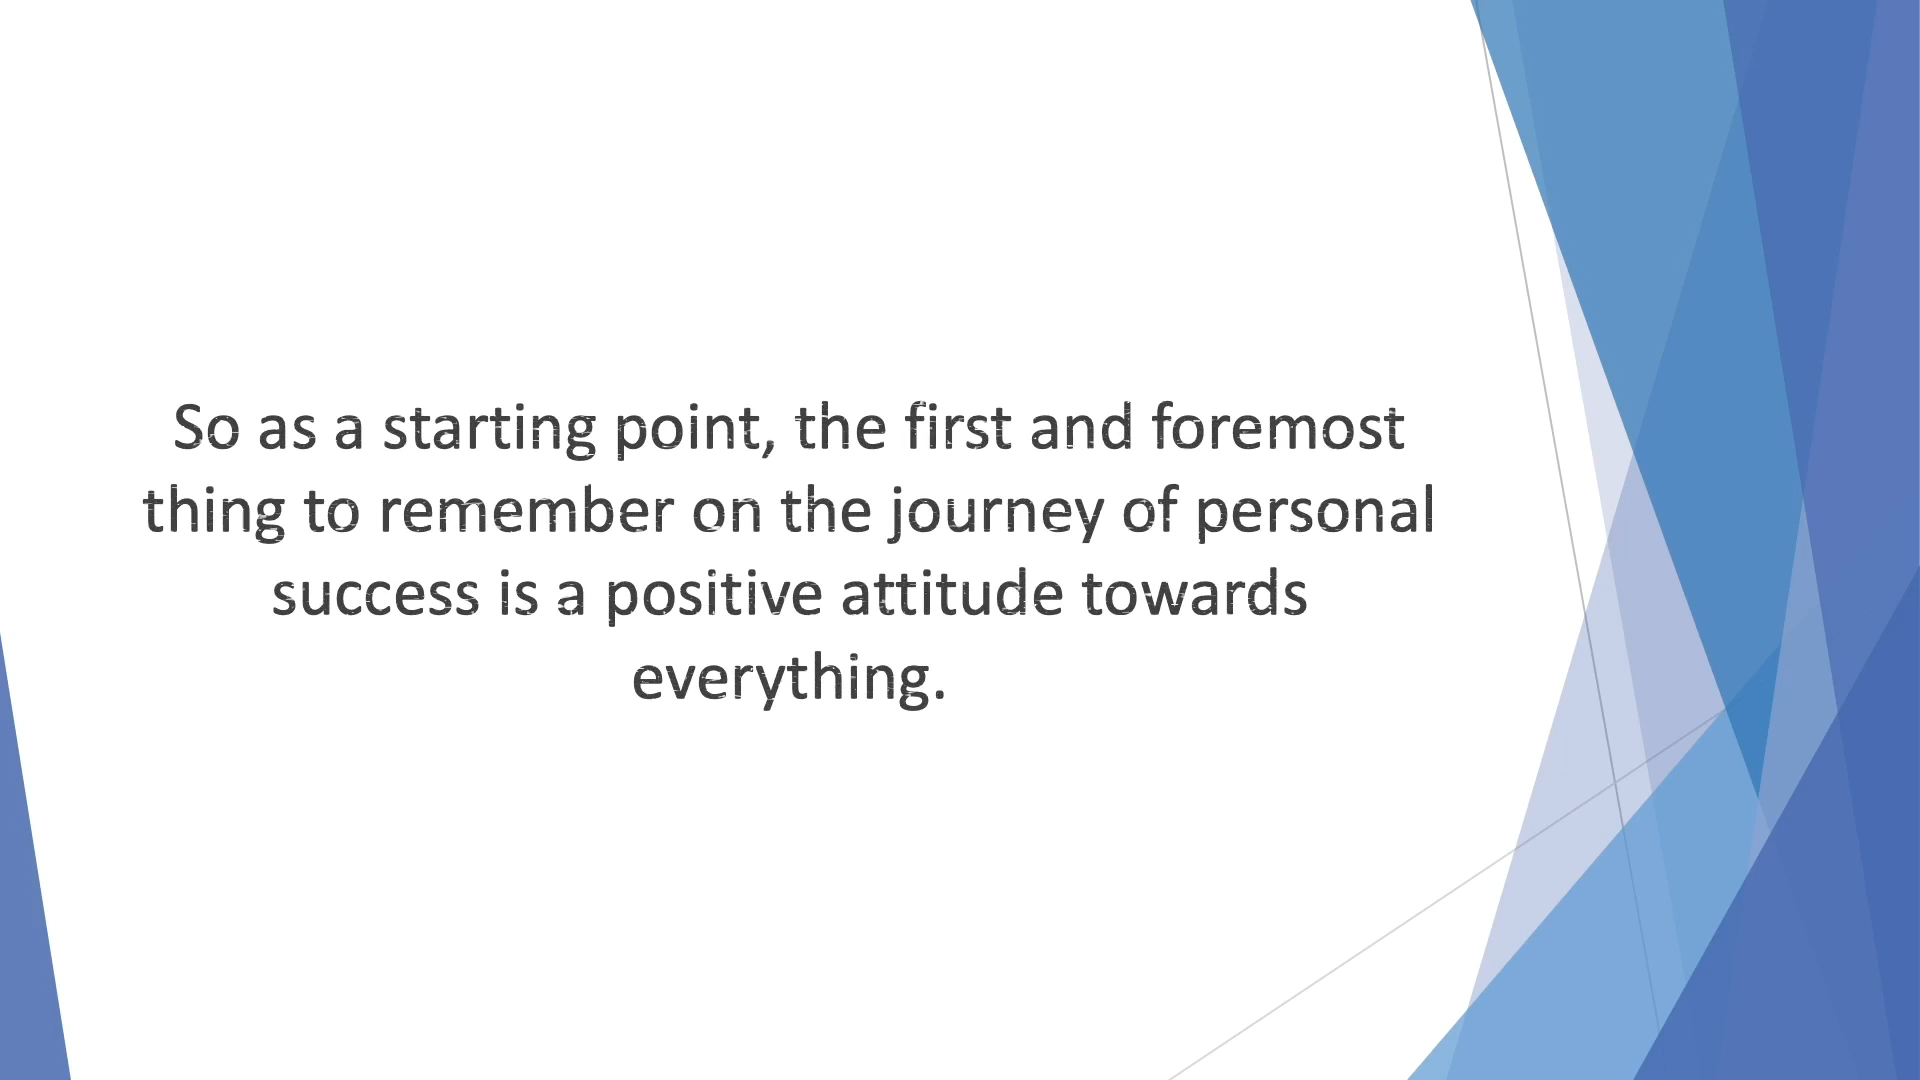 So as a starting point, the first and foremost
thing to remember on the journey of personal
success is a positive attitude towards
everything.